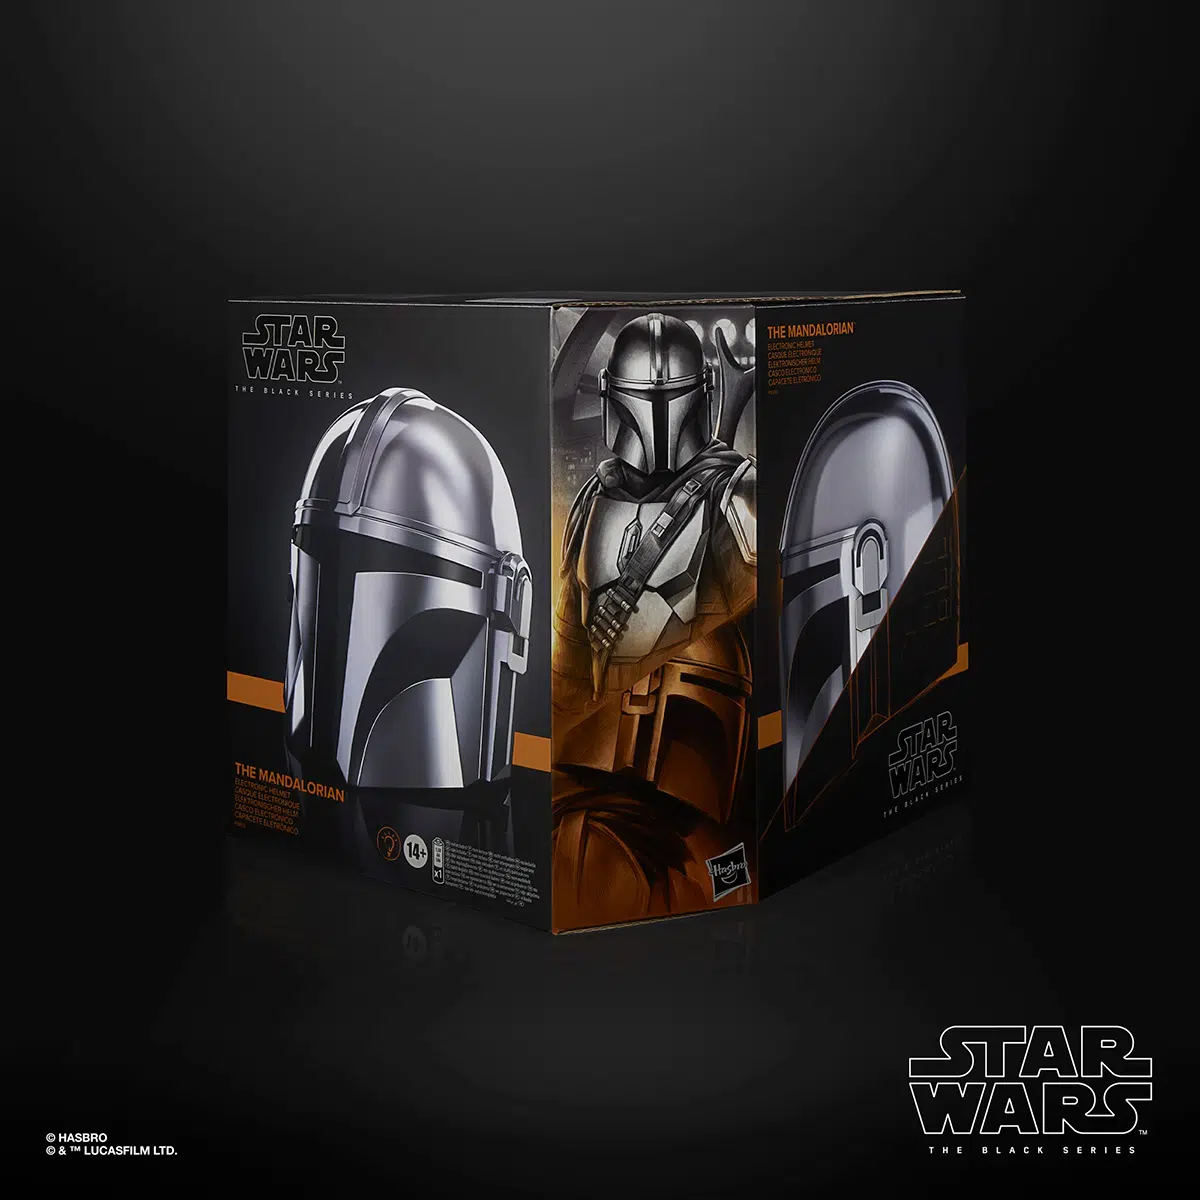 STAR
WARS
THE BLACK SERIES
THE MANDALORIAN
ELECTRONIC HELMET
CASQUE ÉLECTRONIQUE
ELEKTRONISCHER HELM
CASCO ELECTRÓNICO
CAPACETE ELETRÔNICO
14+
x1
Hasbro
THE MANDALORIAN
ELECTRONIC HELMET
CASQUE ÉLECTRONIQUE
ELEKTRONISCHER HELM
CASCO ELECTRÓNICO
CAPACETE ELETRÔNICO
STAR
WARS
THE BLACK SERIES
STAR
WARS™
THE BLACK SERIES
© HASBRO
© & ™ LUCASFILM LTD.